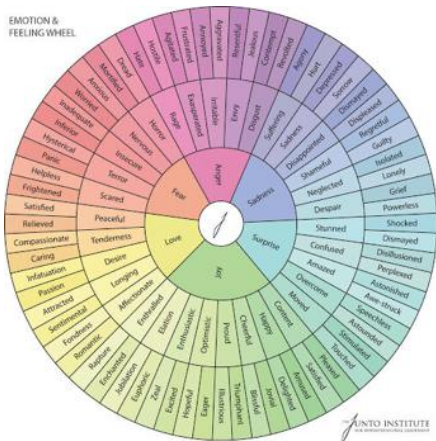 EMOTION &
FEELING WHEEL
Fear
Anger
Sadness
Surprise
Joy
Love
Scared
Terror
Insecure
Nervous
Horror
Rage
Exasperated
Irritable
Envy
Disgust
Suffering
Sadness
Disappointed
Shameful
Neglected
Despair
Stunned
Confused
Amazed
Overcome
Moved
Content
Happy
Cheerful
Proud
Optimistic
Enthusiastic
Elation
Enthralled
Affectionate
Longing
Desire
Tenderness
Peaceful
Frightened
Helpless
Panic
Hysterical
Inferior
Inadequate
Worried
Anxious
Mortified
Dread
Hate
Hostile
Agitated
Frustrated
Annoyed
Aggravated
Resentful
Jealous
Contempt
Revolted
Agony
Hurt
Depressed
Sorrow
Dismayed
Displeased
Regretful
Guilty
Isolated
Lonely
Grief
Powerless
Shocked
Dismayed
Disillusioned
Perplexed
Astonished
Awe-struck
Speechless
Astounded
Stimulated
Touched
Pleased
Satisfied
Amused
Delighted
Jovial
Blissful
Triumphant
Illustrious
Eager
Hopeful
Excited
Zeal
Euphoric
Jubilation
Enchanted
Rapture
Romantic
Fondness
Sentimental
Attracted
Passion
Infatuation
Caring
Compassionate
Relieved
Satisfied
THE JUNTO INSTITUTE